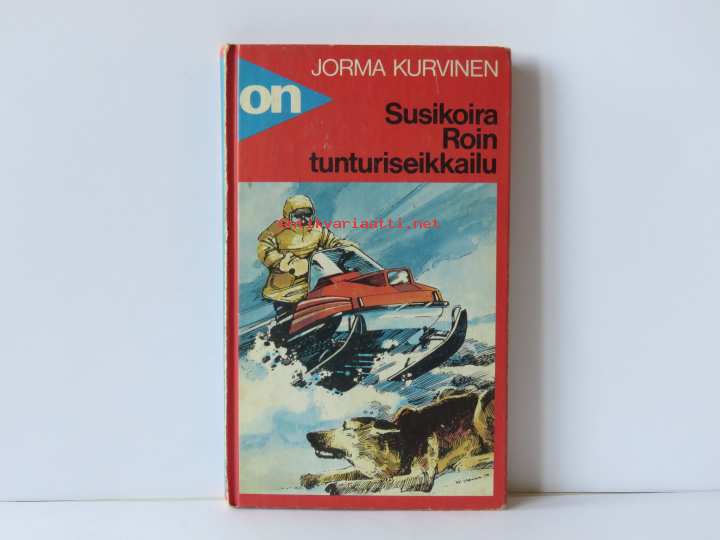 on
JORMA KURVINEN
Susikoira
Roin
tunturiseikkailu
antikvariaatti.net